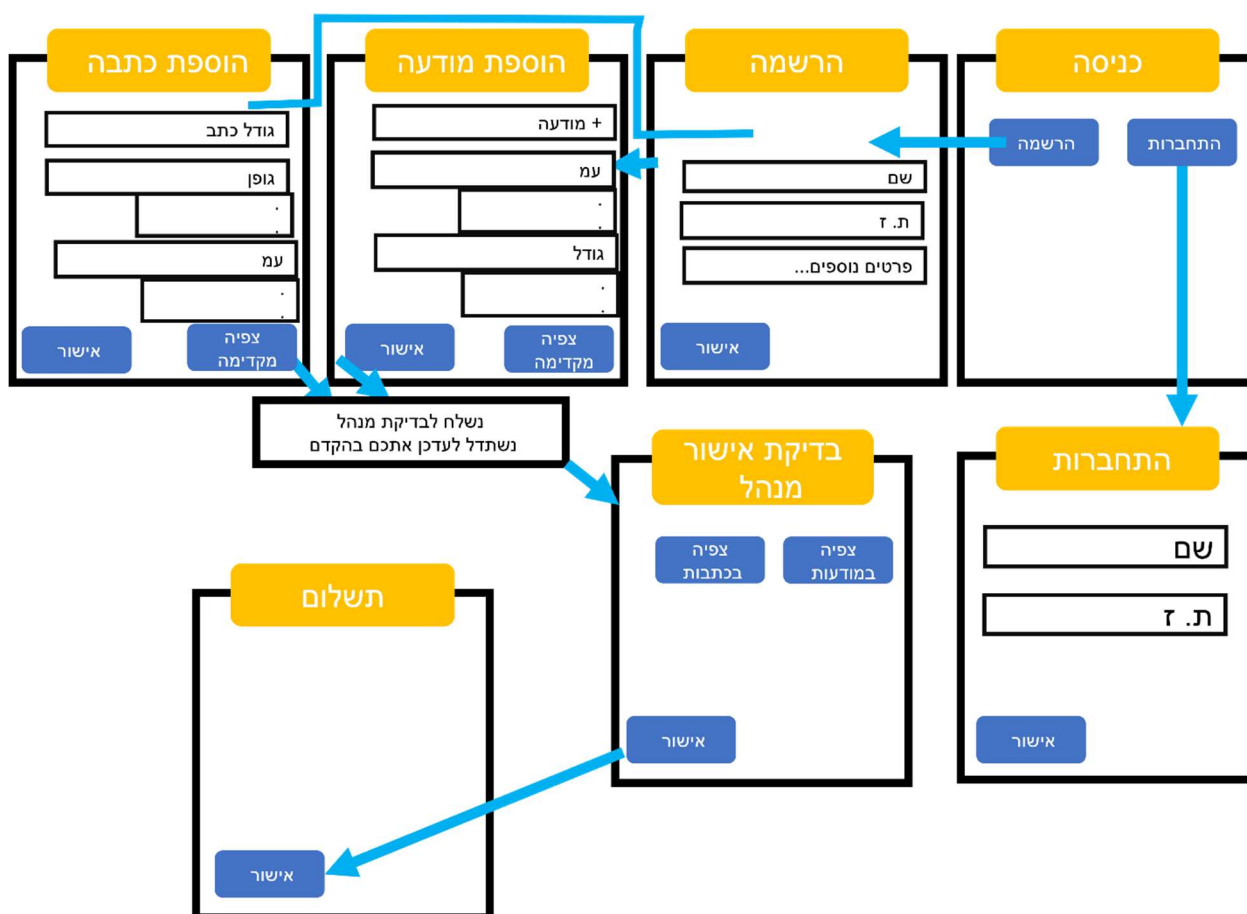 כניסה
התחברות
הרשמה
הרשמה
שם
ת. ז
פרטים נוספים...
אישור
הוספת מודעה
+ מודעה
עמ
.
.
גודל
.
.
צפיה
מקדימה
אישור
הוספת כתבה
גודל כתב
גופן
.
.
עמ
.
.
צפיה
מקדימה
אישור
נשלח לבדיקת מנהל
נשתדל לעדכן אתכם בהקדם
התחברות
שם
ת. ז
אישור
בדיקת אישור
מנהל
צפיה
במודעות
צפיה
בכתבות
אישור
תשלום
אישור